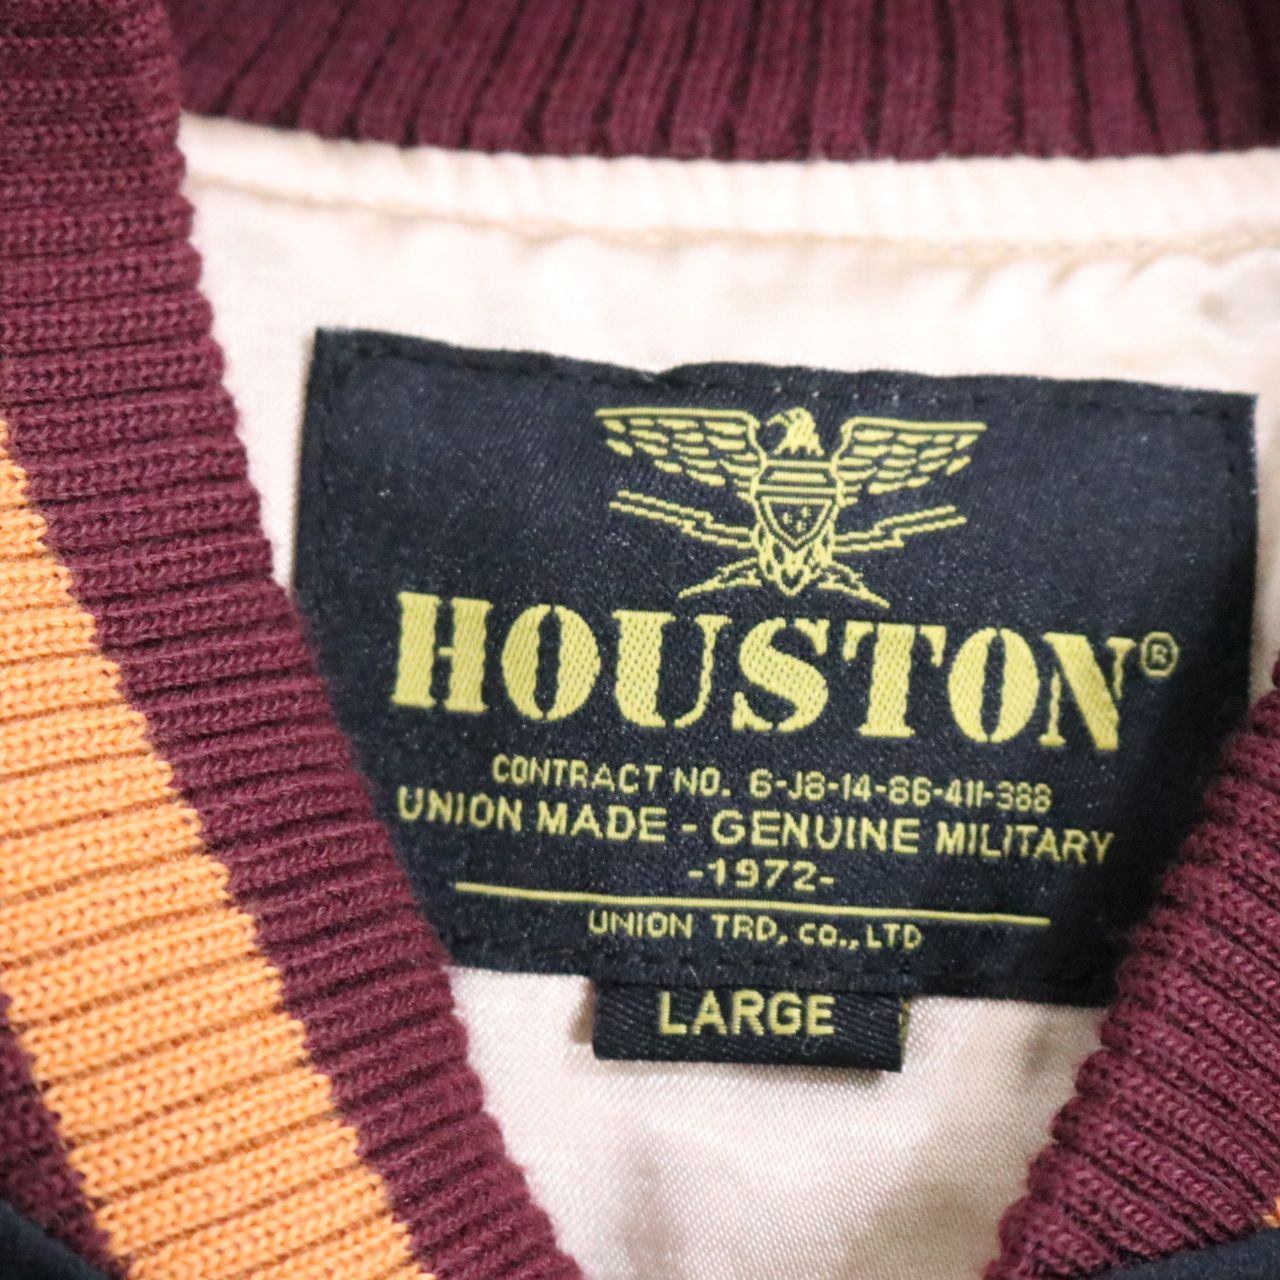 HOUSTON®
CONTRACT NO. 6-J8-14-86-411-388
UNION MADE - GENUINE MILITARY
-1972-
UNION TRD, CO., LTD
LARGE